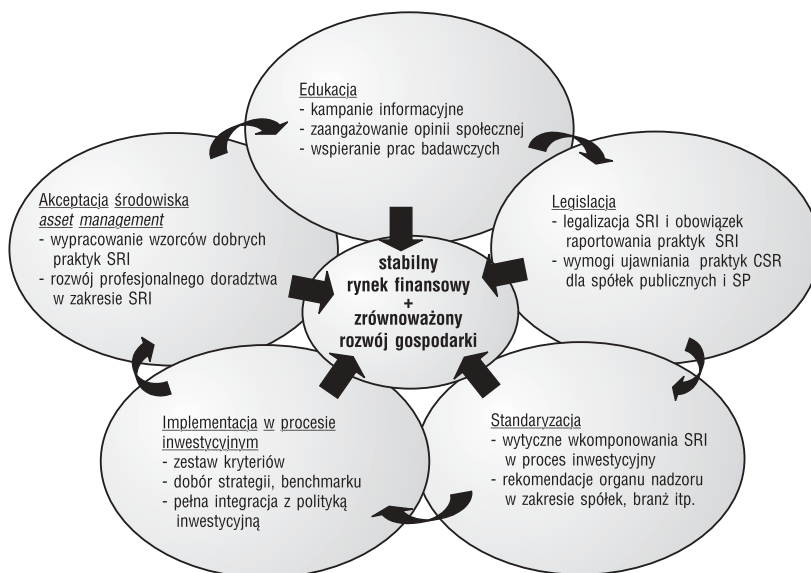 Edukacja
- kampanie informacyjne
- zaangażowanie opinii społecznej
- wspieranie prac badawczych
Legislacja
- legalizacja SRI i obowiązek
raportowania praktyk SRI
- wymogi ujawniania praktyk CSR
dla spółek publicznych i SP
Standaryzacja
- wytyczne wkomponowania SRI
w proces inwestycyjny
- rekomendacje organu nadzoru
w zakresie spółek, branż itp.
Implementacja w procesie
inwestycyjnym
- zestaw kryteriów
- dobór strategii, benchmarku
- pełna integracja z polityką
inwestycyjną
Akceptacja środowiska
asset management
- wypracowanie wzorców dobrych
praktyk SRI
- rozwój profesjonalnego doradztwa
w zakresie SRI
stabilny
rynek finansowy
+
zrównoważony
rozwój gospodarki